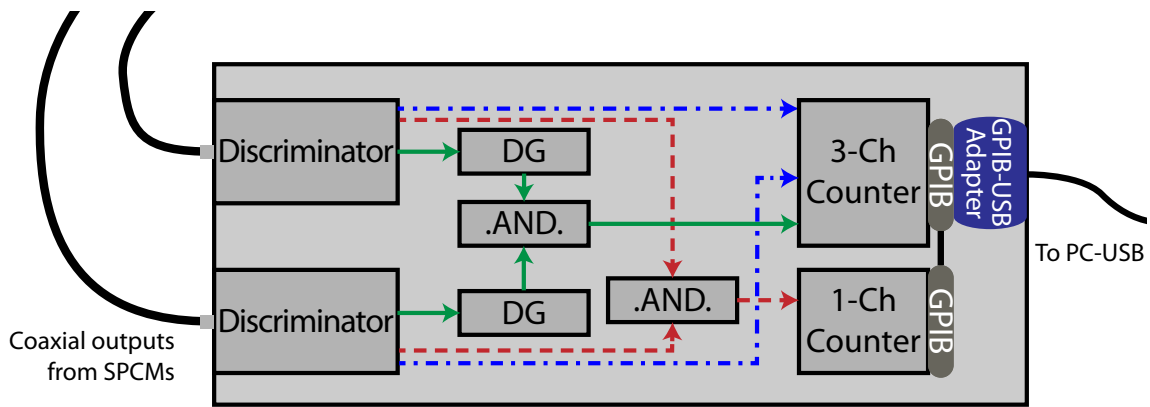 Discriminator
DG
.AND.
DG
Discriminator
.AND.
3-Ch
Counter
1-Ch
Counter
GPIB
GPIB
GPIB-USB
Adapter
To PC-USB
Coaxial outputs
from SPCMs